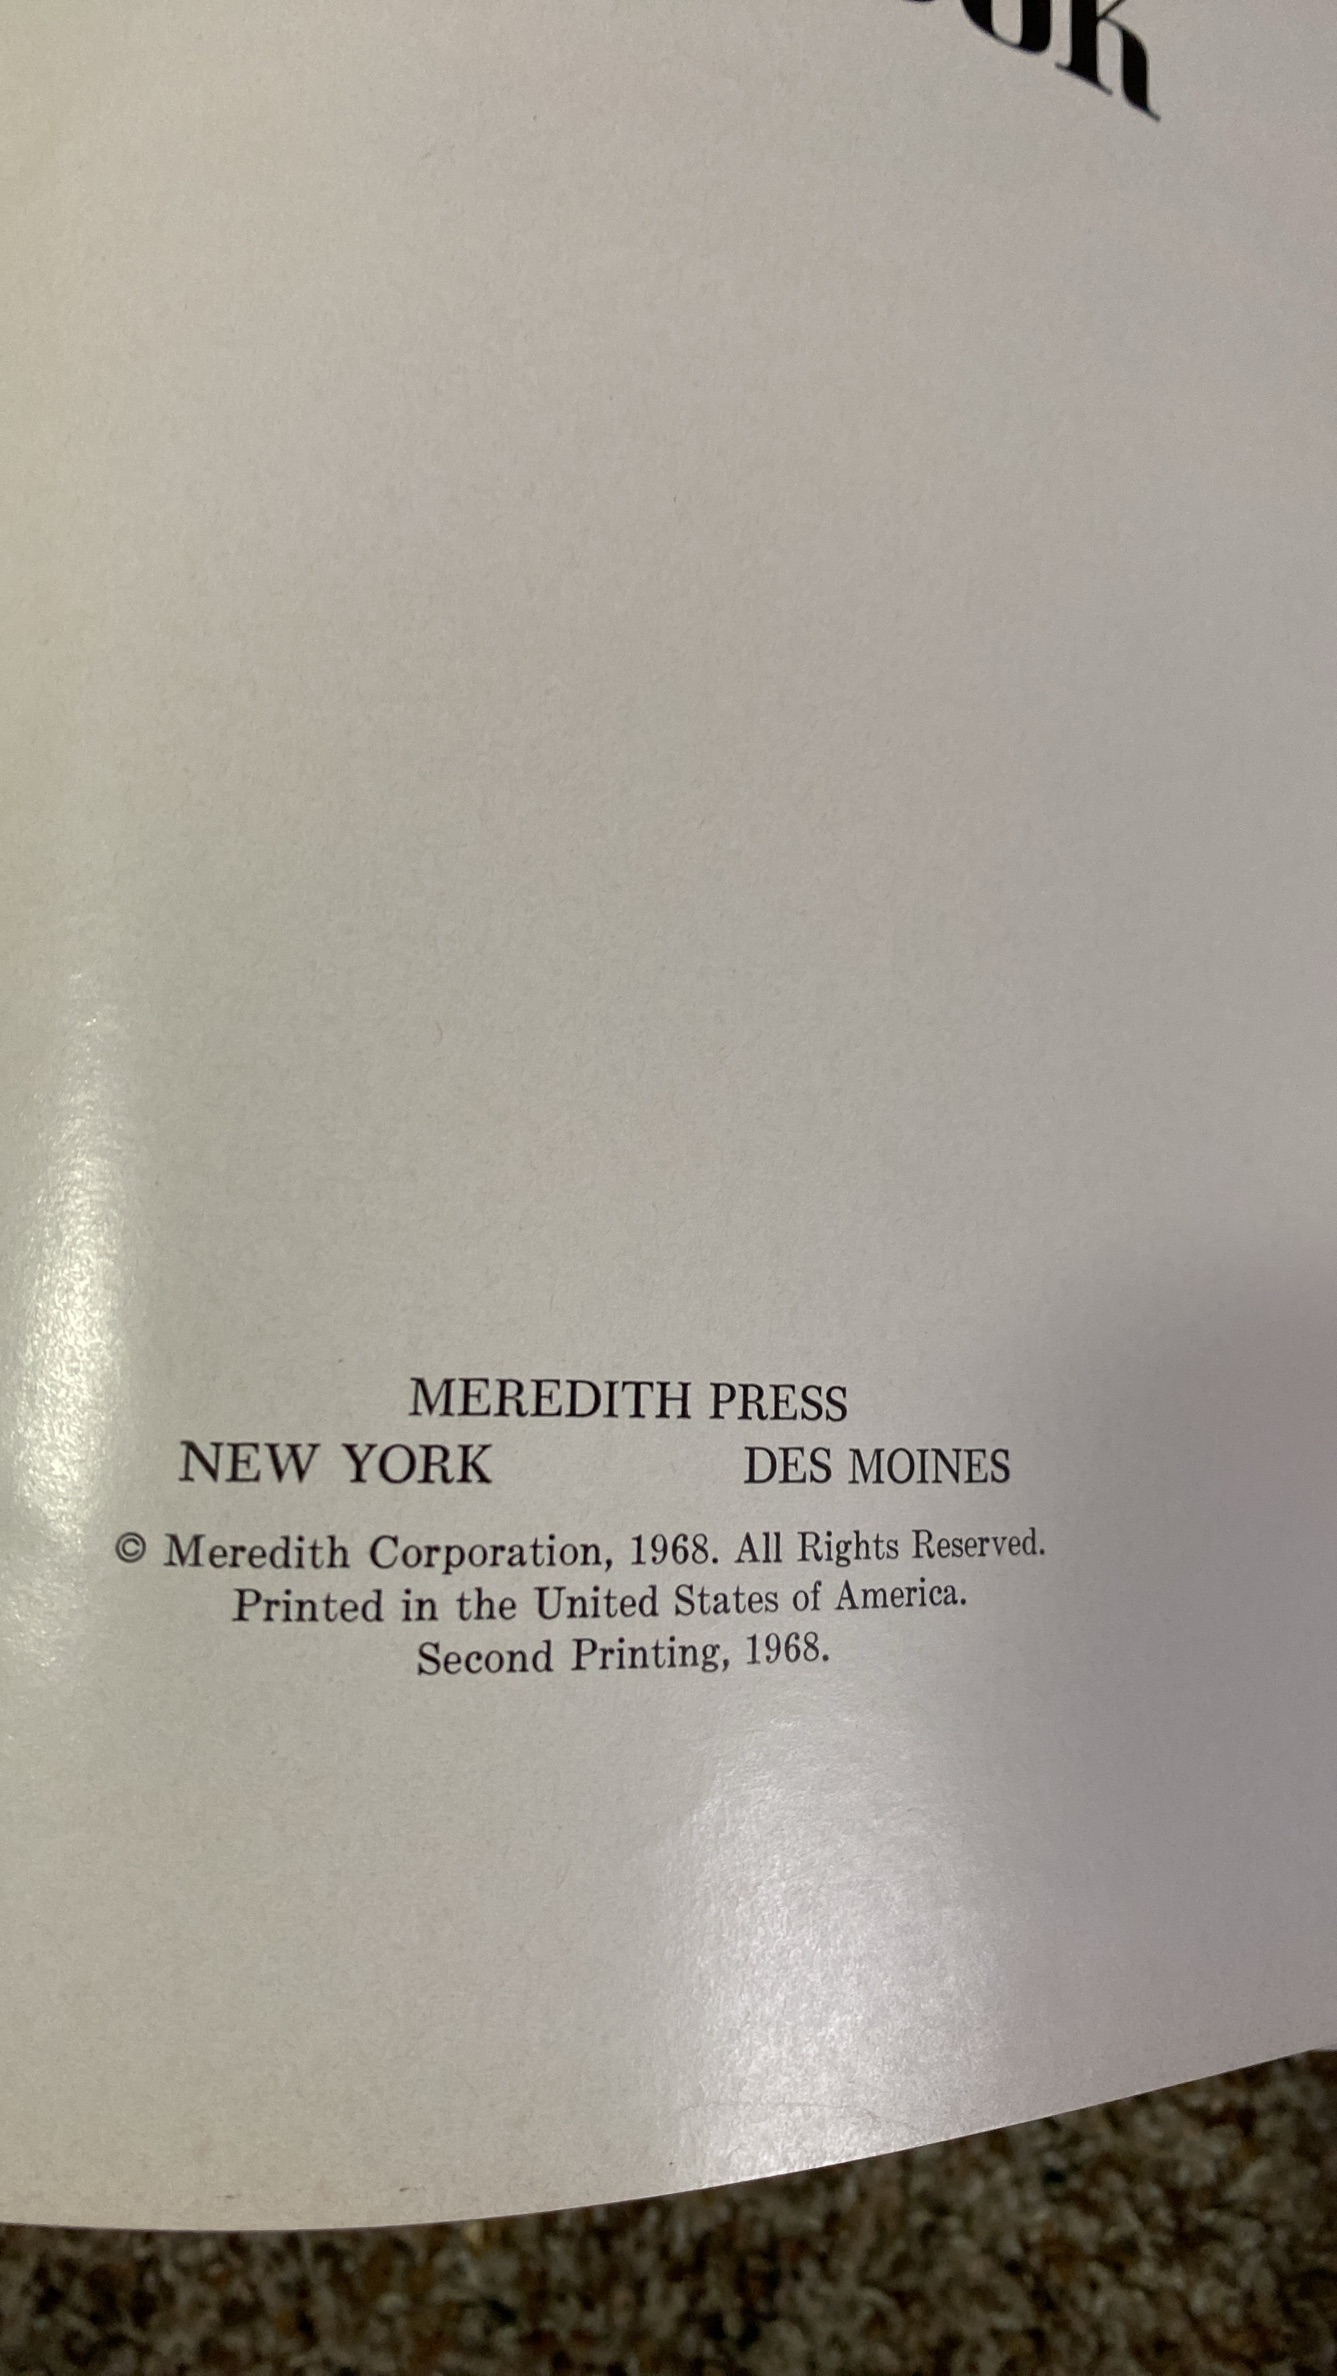 MEREDITH PRESS
NEW YORK DES MOINES
© Meredith Corporation, 1968. All Rights Reserved.
Printed in the United States of America.
Second Printing, 1968.